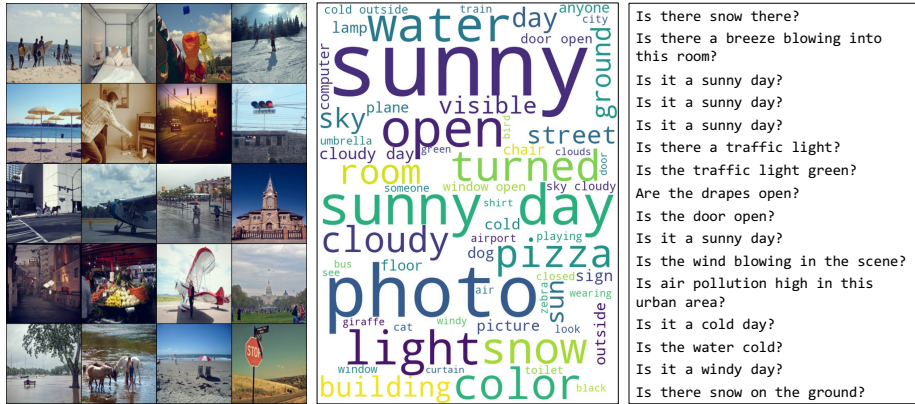 STOP
cold outside
train
anyone
water
day
city
lamp
door open
sunny
computer
ground
visible
sky
plane
open
bird
street
umbrella
green
chair
clouds
cloudy day
turned
door
room
someone
window open
sky cloudy
sunny day
shirt
cold
cloudy
airport
playing
dog
pizza
bus
floor
see
air
closed
sign
photo
sun
zebra
wearing
giraffe
cat
windy
picture
look
outside
light
snow
window
curtain
toilet
building
color
black
Is there snow there?
Is there a breeze blowing into
this room?
Is it a sunny day?
Is it a sunny day?
Is it a sunny day?
Is there a traffic light?
Is the traffic light green?
Are the drapes open?
Is the door open?
Is it a sunny day?
Is the wind blowing in the scene?
Is air pollution high in this
urban area?
Is it a cold day?
Is the water cold?
Is it a windy day?
Is there snow on the ground?